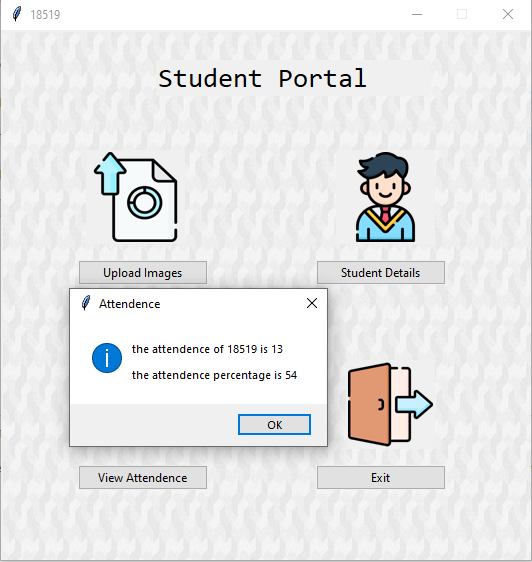 18519
Student Portal
Upload Images
Student Details
Attendence
the attendence of 18519 is 13
the attendence percentage is 54
OK
View Attendence
Exit